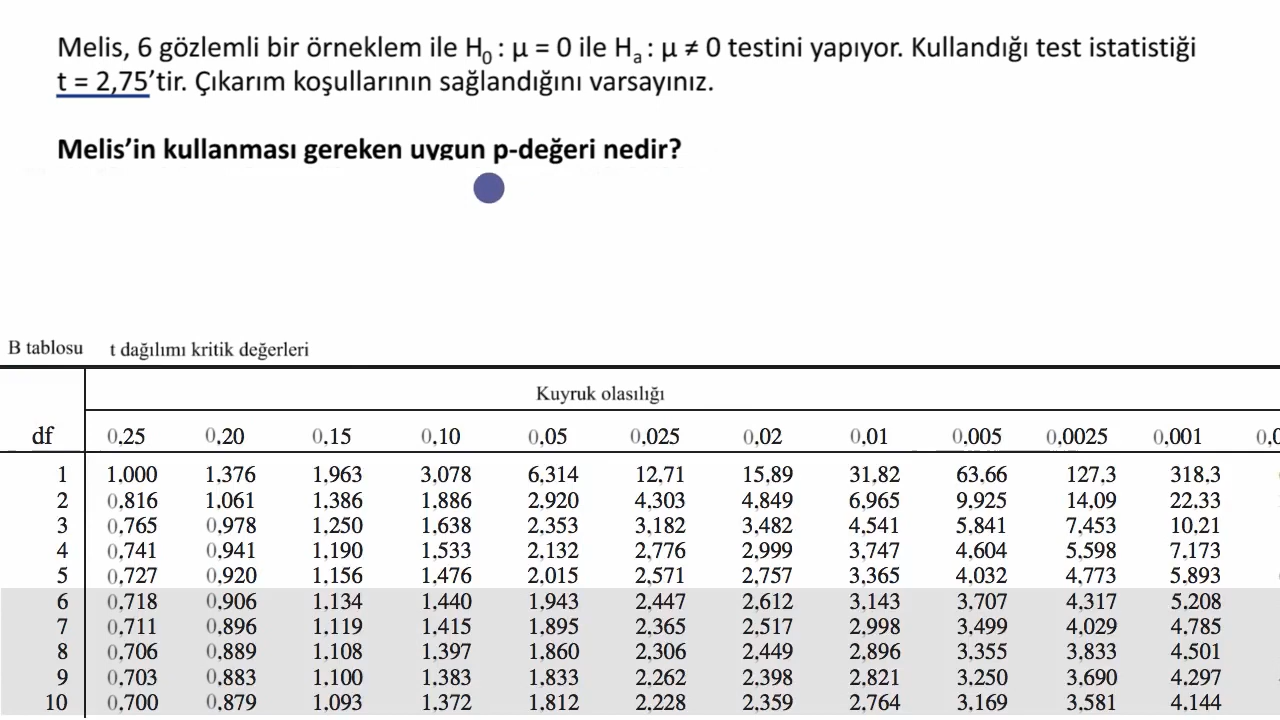 Melis, 6 gözlemli bir örneklem ile H₀ : μ = 0 ile Hₐ : μ ≠ 0 testini yapıyor. Kullandığı test istatistiği
t = 2,75’tir. Çıkarım koşullarının sağlandığını varsayınız.
Melis’in kullanması gereken uygun p-değeri nedir?
B tablosu t dağılımı kritik değerleri
Kuyruk olasılığı
df 0,25 0,20 0,15 0,10 0,05 0,025 0,02 0,01 0,005 0,0025 0,001
1 1,000 1,376 1,963 3,078 6,314 12,71 15,89 31,82 63,66 127,3 318,3
2 0,816 1,061 1,386 1,886 2,920 4,303 4,849 6,965 9,925 14,09 22,33
3 0,765 0,978 1,250 1,638 2,353 3,182 3,482 4,541 5,841 7,453 10,21
4 0,741 0,941 1,190 1,533 2,132 2,776 2,999 3,747 4,604 5,598 7,173
5 0,727 0,920 1,156 1,476 2,015 2,571 2,757 3,365 4,032 4,773 5,893
6 0,718 0,906 1,134 1,440 1,943 2,447 2,612 3,143 3,707 4,317 5,208
7 0,711 0,896 1,119 1,415 1,895 2,365 2,517 2,998 3,499 4,029 4,785
8 0,706 0,889 1,108 1,397 1,860 2,306 2,449 2,896 3,355 3,833 4,501
9 0,703 0,883 1,100 1,383 1,833 2,262 2,398 2,821 3,250 3,690 4,297
10 0,700 0,879 1,093 1,372 1,812 2,228 2,359 2,764 3,169 3,581 4,144